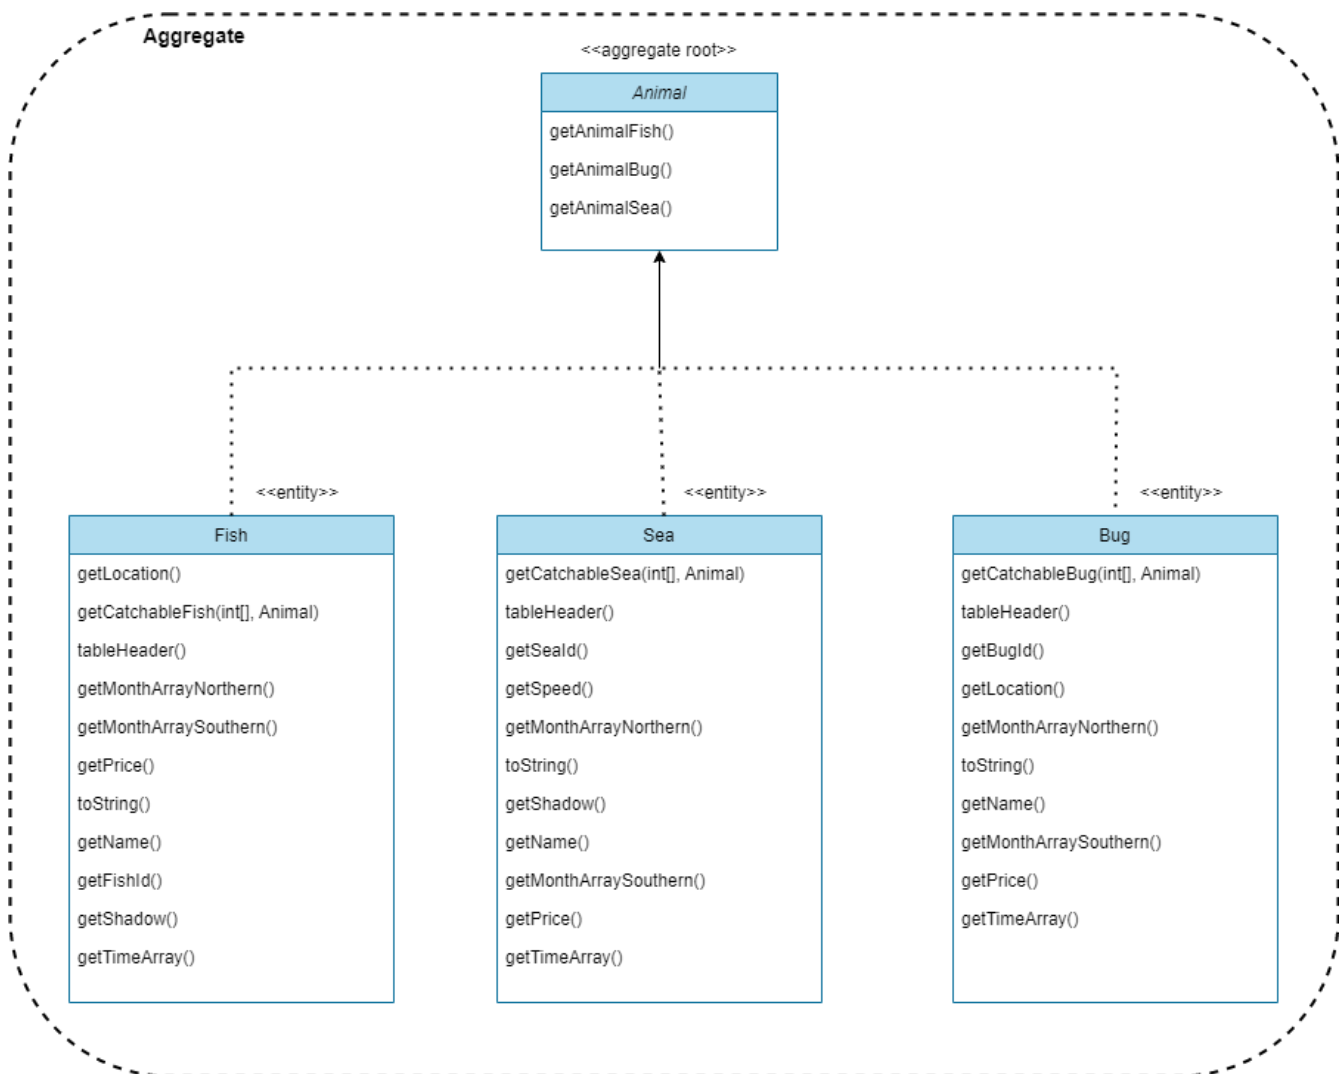 Aggregate
<<aggregate root>>
Animal
getAnimalFish()
getAnimalBug()
getAnimalSea()
<<entity>>
Fish
getLocation()
getCatchableFish(int[], Animal)
tableHeader()
getMonthArrayNorthern()
getMonthArraySouthern()
getPrice()
toString()
getName()
getFishId()
getShadow()
getTimeArray()
<<entity>>
Sea
getCatchableSea(int[], Animal)
tableHeader()
getSeaId()
getSpeed()
getMonthArrayNorthern()
toString()
getShadow()
getName()
getMonthArraySouthern()
getPrice()
getTimeArray()
<<entity>>
Bug
getCatchableBug(int[], Animal)
tableHeader()
getBugId()
getLocation()
getMonthArrayNorthern()
toString()
getName()
getMonthArraySouthern()
getPrice()
getTimeArray()